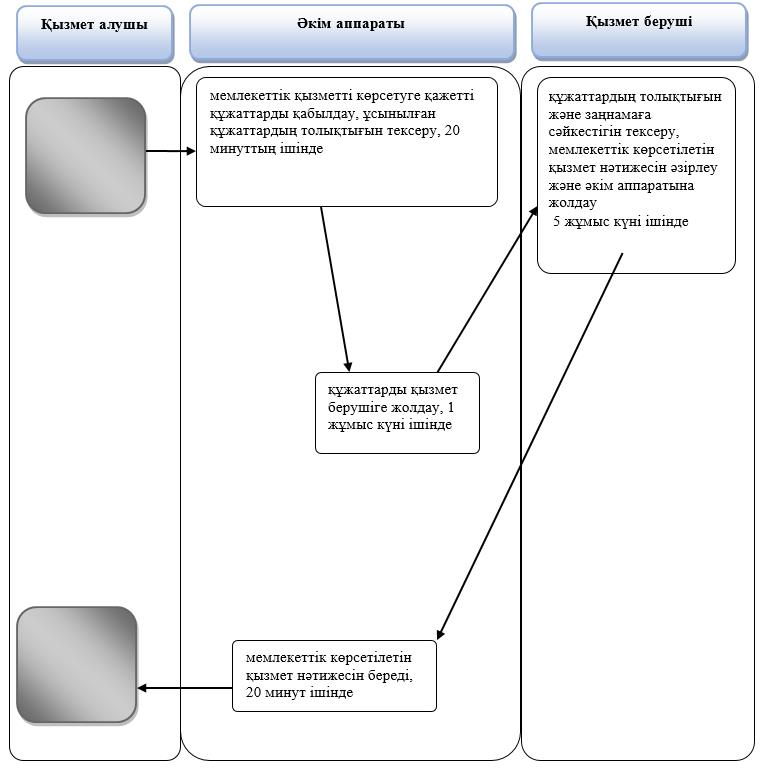 Қызмет алушы
Әкім аппараты
Қызмет беруші
мемлекеттік қызметті көрсетуге қажетті
құжаттарды қабылдау, ұсынылған
құжаттардың толықтығын тексеру, 20
минуттың ішінде
құжаттардың толықтығын
және заңнамаға
сәйкестігін тексеру,
мемлекеттік көрсетілетін
қызмет нәтижесін әзірлеу
және әкім аппаратына
жолдау
5 жұмыс күні ішінде
құжаттарды қызмет
берушіге жолдау, 1
жұмыс күні ішінде
мемлекеттік көрсетілетін
қызмет нәтижесін береді,
20 минут ішінде